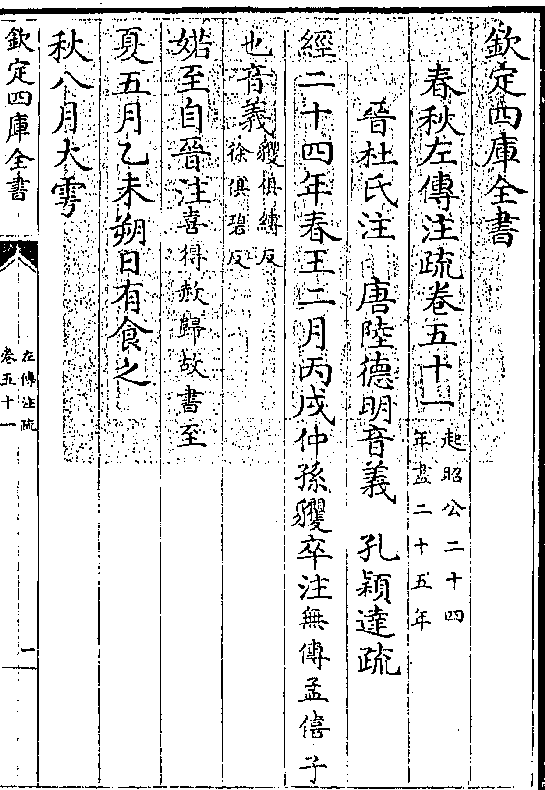 欽定四庫全書
春秋左傳注疏卷五十一
起昭公二十四
年盡二十五年
晉杜氏注 唐陸德明音義 孔穎達疏
經二十四年春王二月丙戌仲孫貜卒注無傳孟僖子
也音義貜俱縛反
徐俱碧反
婼至自晉注喜得赦歸故書至
夏五月乙未朔日有食之
秋八月大雩
欽定四庫全書
左傳注疏
卷五十一